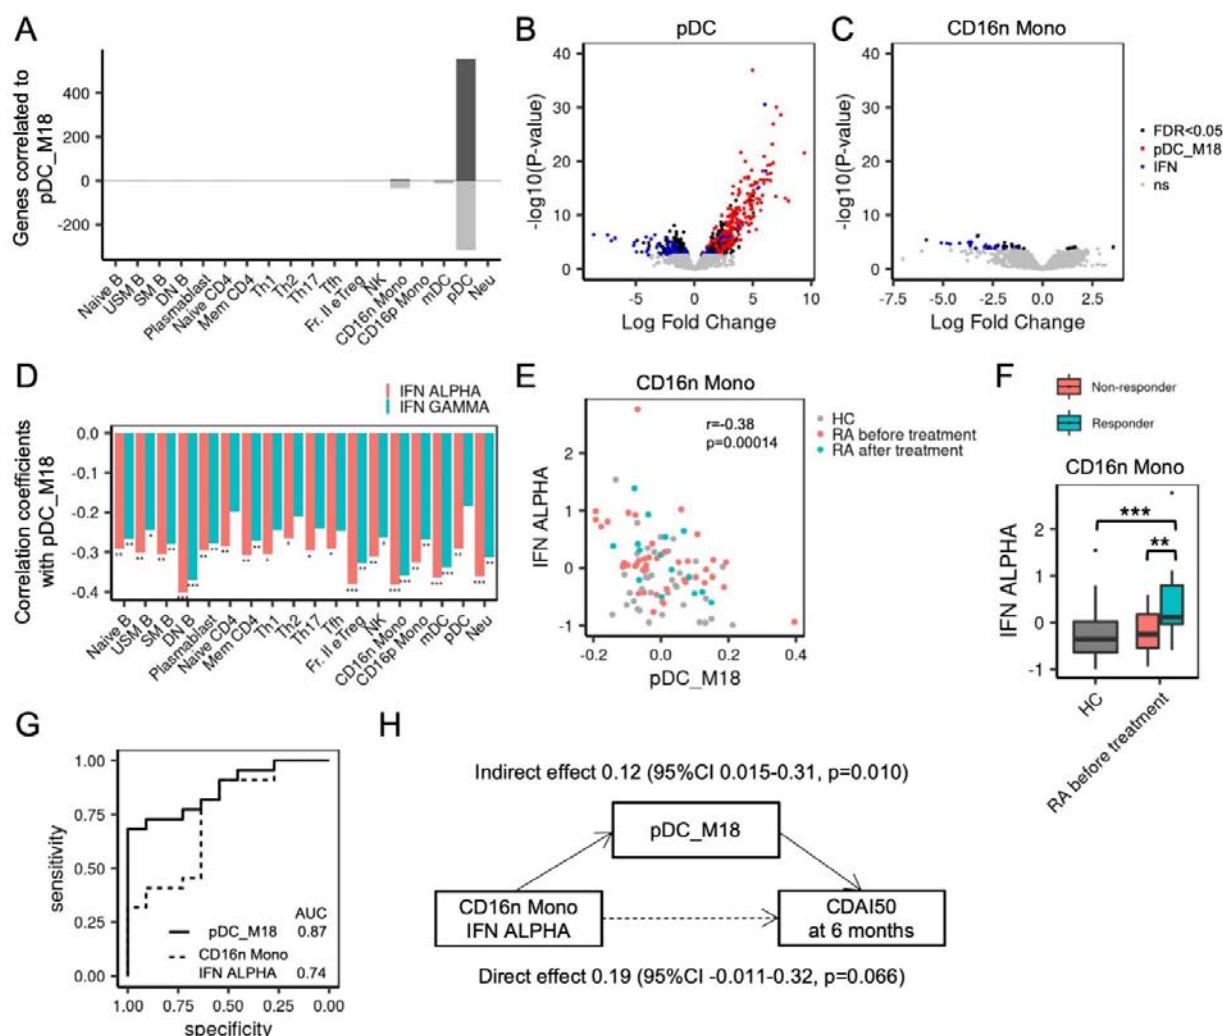 A
Genes correlated to
pDC_M18
400
200
0
-200
Naive B
USM B
SM B
DN B
Plasmablast
Naive CD4
Mem CD4
Th1
Th2
Th17
Tfh
Fr. II eTreg
NK
CD16n Mono
CD16p Mono
mDC
pDC
Neu
B
pDC
-log10(P-value)
40
30
20
10
0
-5
0
5
10
Log Fold Change
C
CD16n Mono
-log10(P-value)
40
30
20
10
0
-7.5
-5.0
-2.5
0.0
2.5
Log Fold Change
FDR<0.05
pDC_M18
IFN
ns
D
IFN ALPHA
IFN GAMMA
Correlation coefficients
with pDC_M18
0.0
-0.1
-0.2
-0.3
-0.4
Naive B
USM B
SM B
DN B
Plasmablast
Naive CD4
Mem CD4
Th1
Th2
Th17
Tfh
Fr. II eTreg
NK
CD16n Mono
CD16p Mono
mDC
pDC
Neu
E
CD16n Mono
IFN ALPHA
2
1
0
-1
r=-0.38
p=0.00014
-0.2
0.0
0.2
0.4
pDC_M18
HC
RA before treatment
RA after treatment
F
Non-responder
Responder
CD16n Mono
IFN ALPHA
2
1
0
-1
***
**
HC
RA before treatment
G
sensitivity
1.00
0.75
0.50
0.25
0.00
AUC
pDC_M18 0.87
CD16n Mono
IFN ALPHA 0.74
1.00
0.75
0.50
0.25
0.00
specificity
H
Indirect effect 0.12 (95%CI 0.015-0.31, p=0.010)
pDC_M18
CD16n Mono
IFN ALPHA
CDAI50
at 6 months
Direct effect 0.19 (95%CI -0.011-0.32, p=0.066)